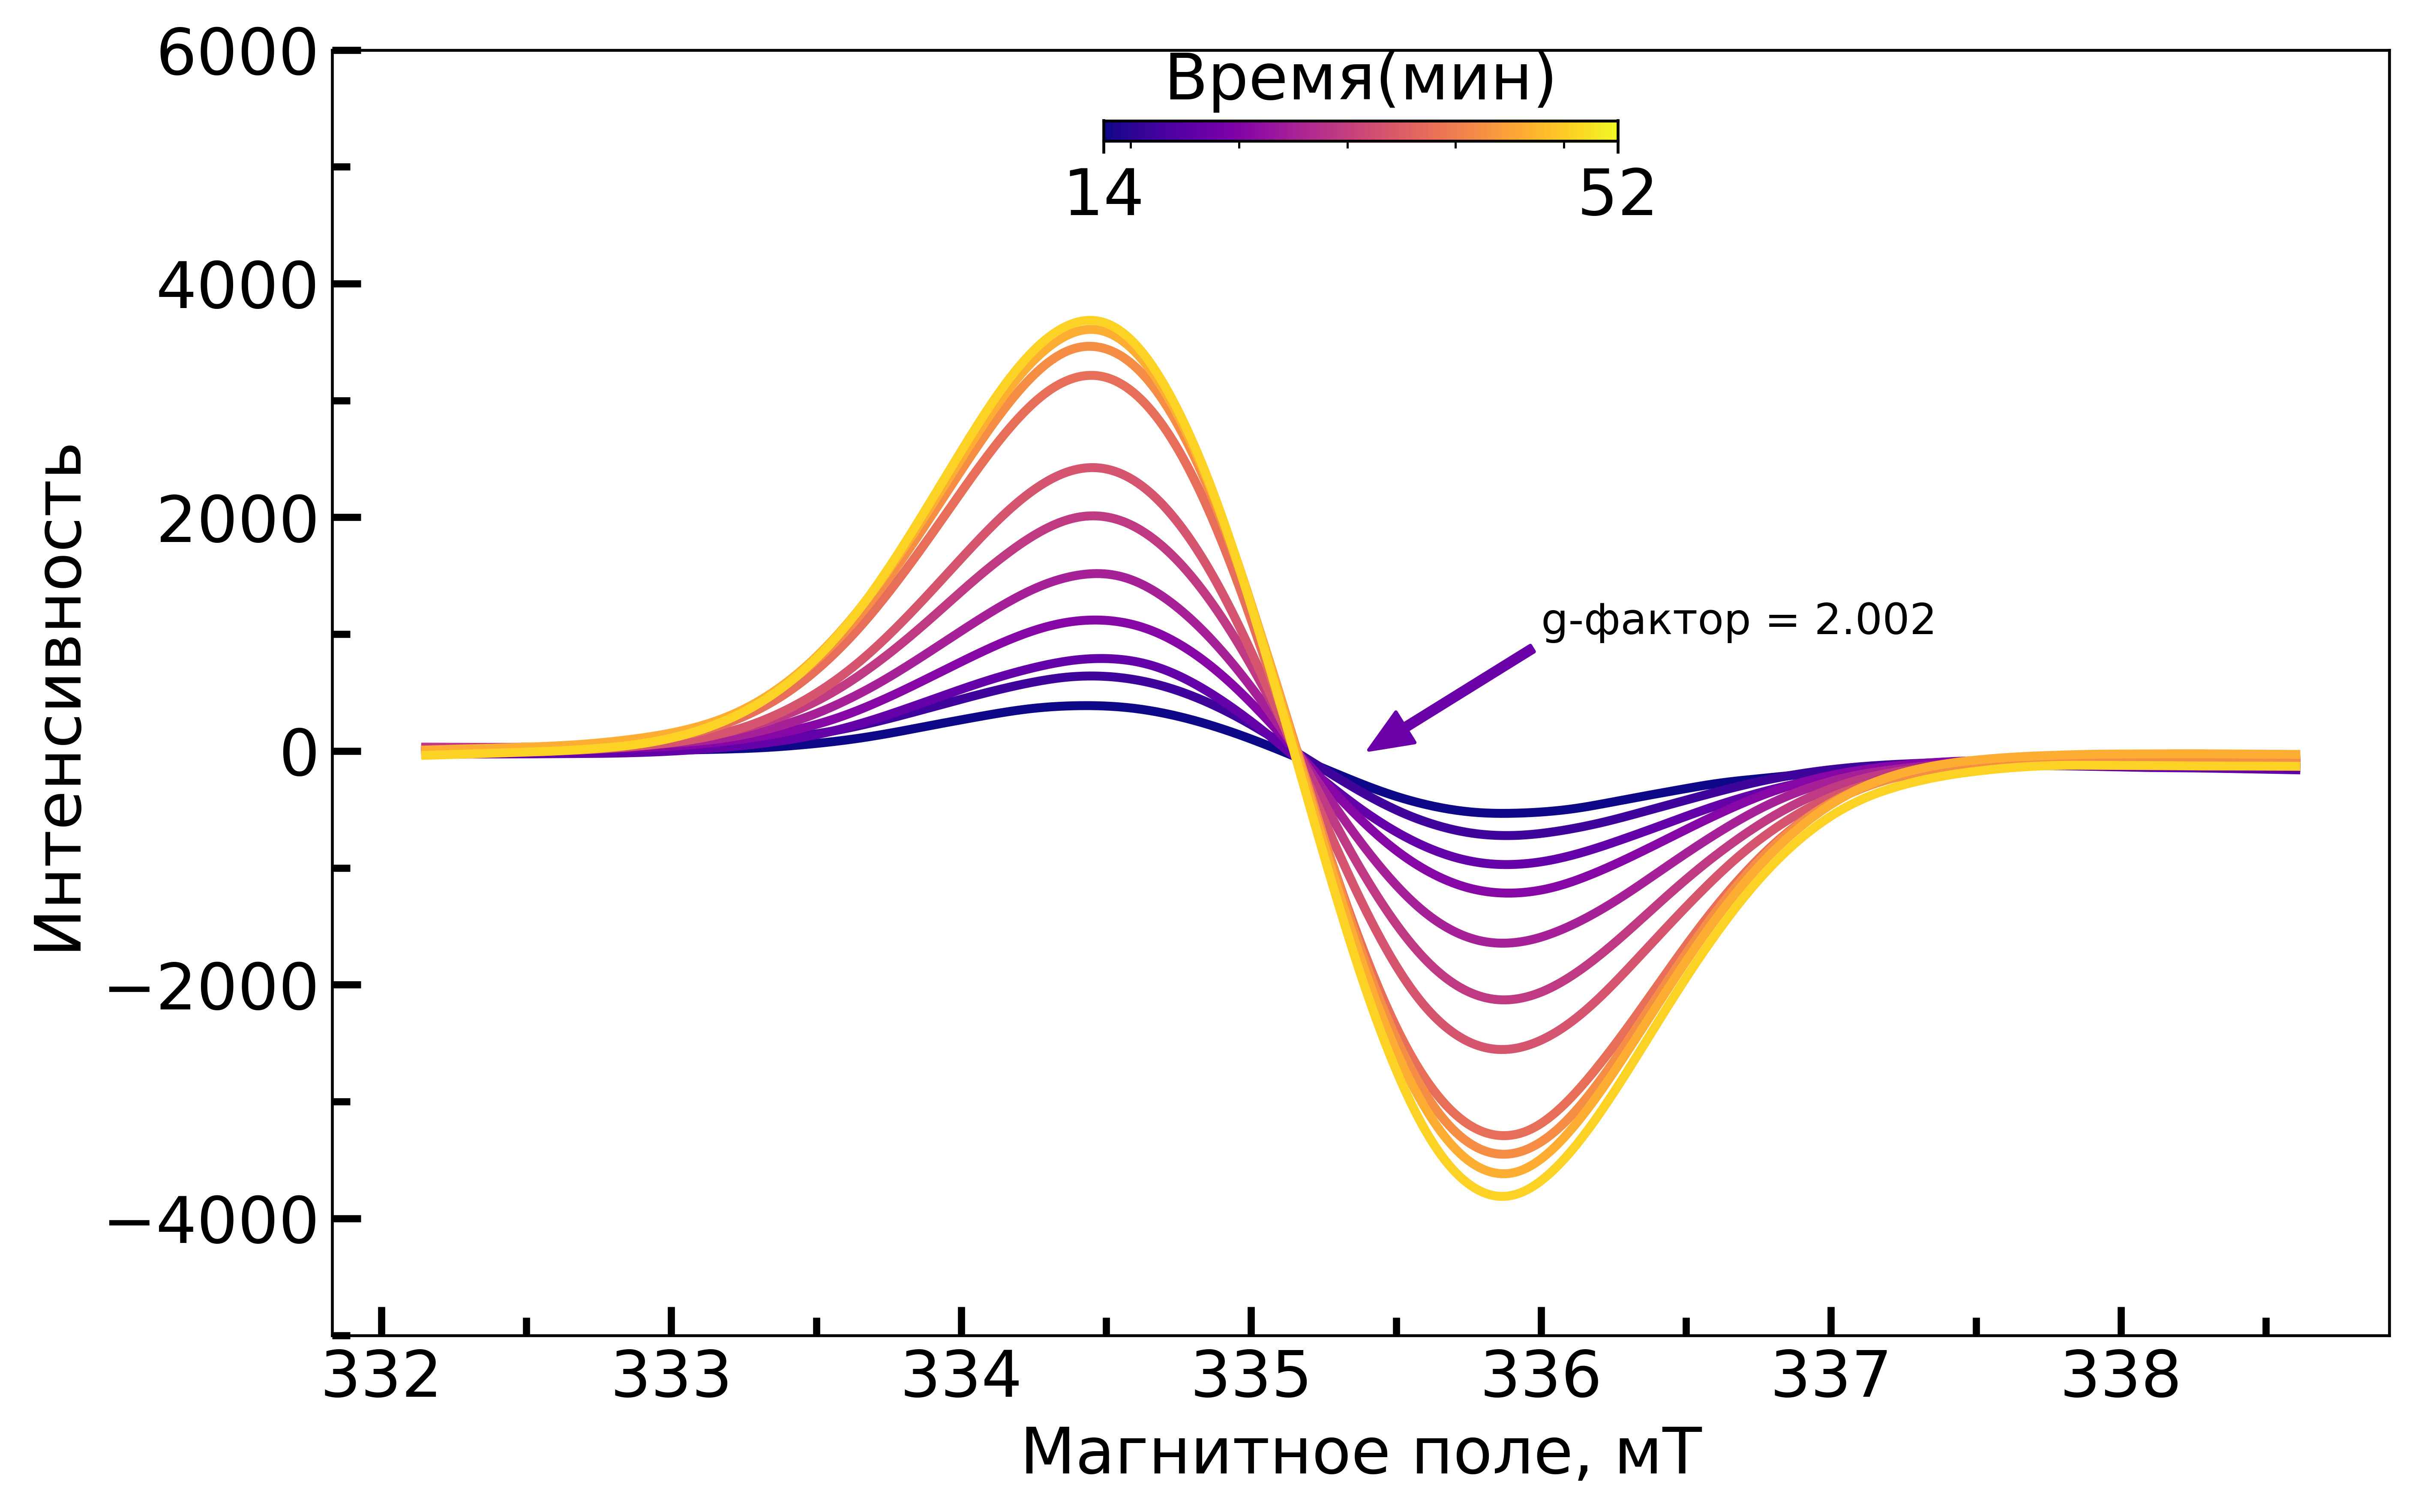 Время(мин)
14 52
6000
4000
2000
0
−2000
−4000
Интенсивность
g-фактор = 2.002
332 333 334 335 336 337 338
Магнитное поле, мТ